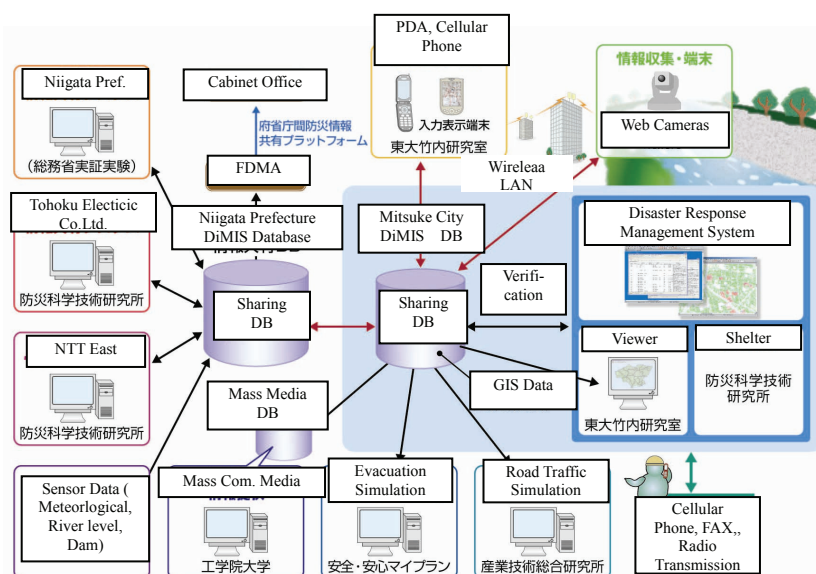 Niigata Pref.
(総務省実証実験)
Cabinet Office
府省庁間防災情報
共有プラットフォーム
FDMA
PDA, Cellular
Phone
入力表示端末
東大竹内研究室
情報収集・端末
Web Cameras
Wireleaa
LAN
Tohoku Electicic
Co.Ltd.
防災科学技術研究所
Niigata Prefecture
DiMIS Database
Sharing
DB
Mitsuke City
DiMIS DB
Sharing
DB
Verifi-
cation
Disaster Response
Management System
Viewer
東大竹内研究室
Shelter
防災科学技術
研究所
NTT East
防災科学技術研究所
GIS Data
Mass Media
DB
Mass Com. Media
工学院大学
Sensor Data (
Meteorlogical,
River level,
Dam)
Evacuation
Simulation
安全・安心マイプラン
Road Traffic
Simulation
産業技術総合研究所
Cellular
Phone, FAX,,
Radio
Transmission